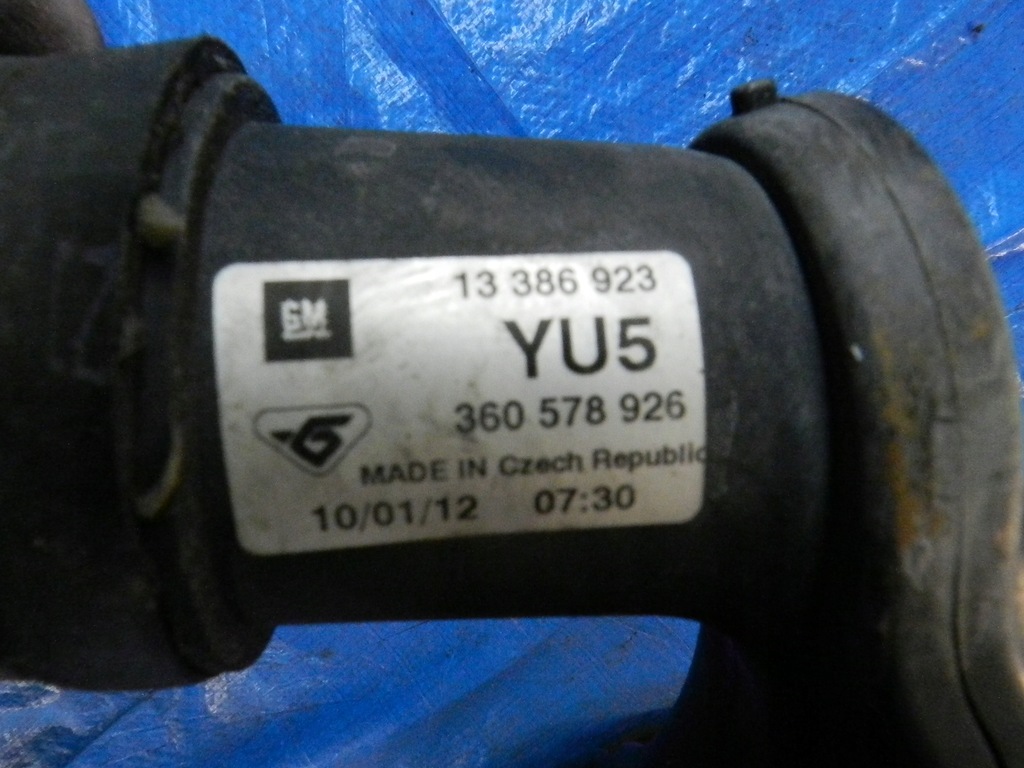 GM
13 386 923
YU5
360 578 926
MADE IN Czech Republic
10/01/12 07:30